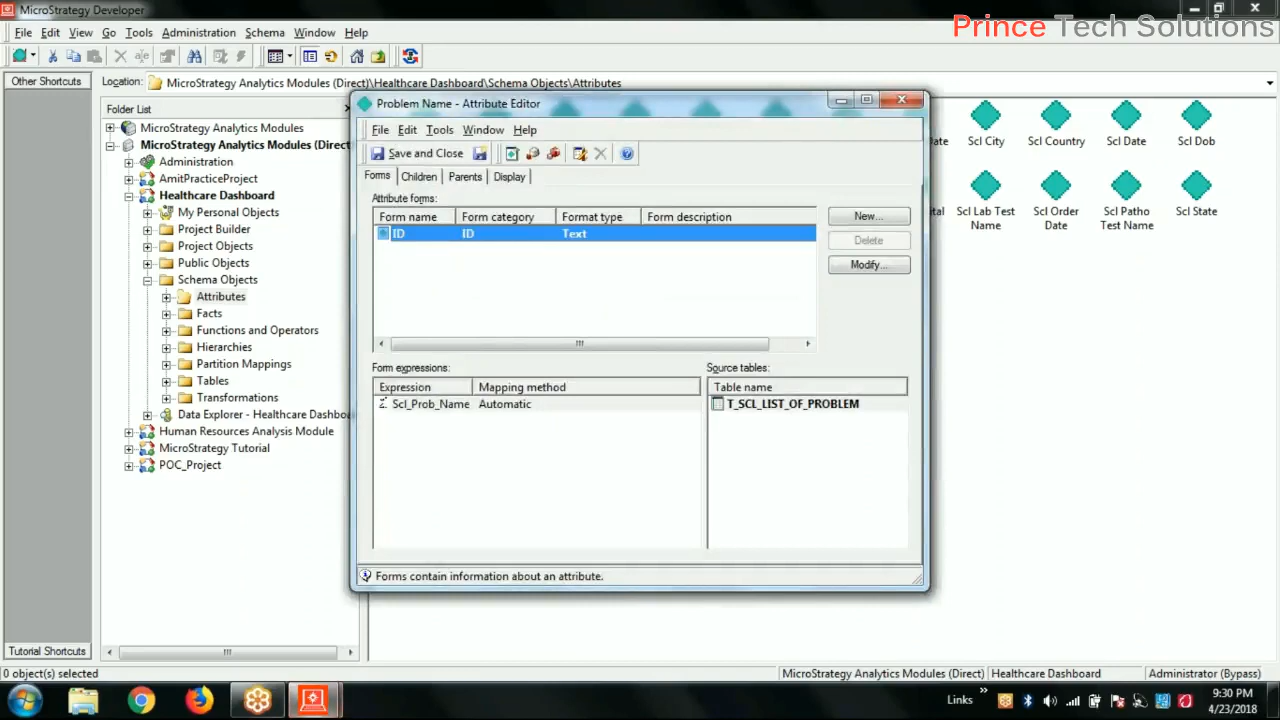 MicroStrategy Developer
Prince Tech Solutions
File Edit View Go Tools Administration Schema Window Help
Other Shortcuts
Location: MicroStrategy Analytics Modules (Direct)\Healthcare Dashboard\Schema Objects\Attributes
Folder List
MicroStrategy Analytics Modules
MicroStrategy Analytics Modules (Direct
Administration
AmitPracticeProject
Healthcare Dashboard
My Personal Objects
Project Builder
Project Objects
Public Objects
Schema Objects
Attributes
Facts
Functions and Operators
Hierarchies
Partition Mappings
Tables
Transformations
Data Explorer - Healthcare Dashboa
Human Resources Analysis Module
MicroStrategy Tutorial
POC_Project
Problem Name - Attribute Editor
File Edit Tools Window Help
Save and Close
Forms Children Parents Display
Attribute forms:
Form name Form category Format type Form description
ID ID Text
New...
Delete
Modify...
Form expressions:
Source tables:
Expression Mapping method
Table name
Scl_Prob_Name Automatic
T_SCL_LIST_OF_PROBLEM
Forms contain information about an attribute.
Date Scl City Scl Country Scl Date Scl Dob
ital Scl Lab Test Name Scl Order Date Scl Patho Test Name Scl State
Tutorial Shortcuts
0 object(s) selected
MicroStrategy Analytics Modules (Direct) Healthcare Dashboard Administrator (Bypass)
Links
9:30 PM
4/23/2018